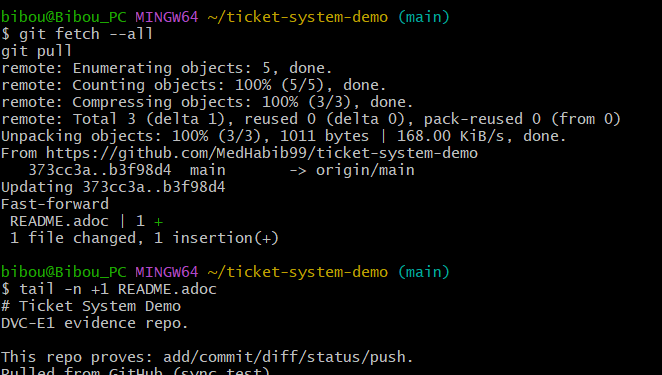 bibou@Bibou_PC MINGW64 ~/ticket-system-demo (main)
$ git fetch --all
git pull
remote: Enumerating objects: 5, done.
remote: Counting objects: 100% (5/5), done.
remote: Compressing objects: 100% (3/3), done.
remote: Total 3 (delta 1), reused 0 (delta 0), pack-reused 0 (from 0)
Unpacking objects: 100% (3/3), 1011 bytes | 168.00 KiB/s, done.
From https://github.com/MedHabib99/ticket-system-demo
   373cc3a..b3f98d4  main       -> origin/main
Updating 373cc3a..b3f98d4
Fast-forward
 README.adoc | 1 +
 1 file changed, 1 insertion(+)

bibou@Bibou_PC MINGW64 ~/ticket-system-demo (main)
$ tail -n +1 README.adoc
# Ticket System Demo
DVC-E1 evidence repo.

This repo proves: add/commit/diff/status/push.
Pulled from GitHub (sync test)